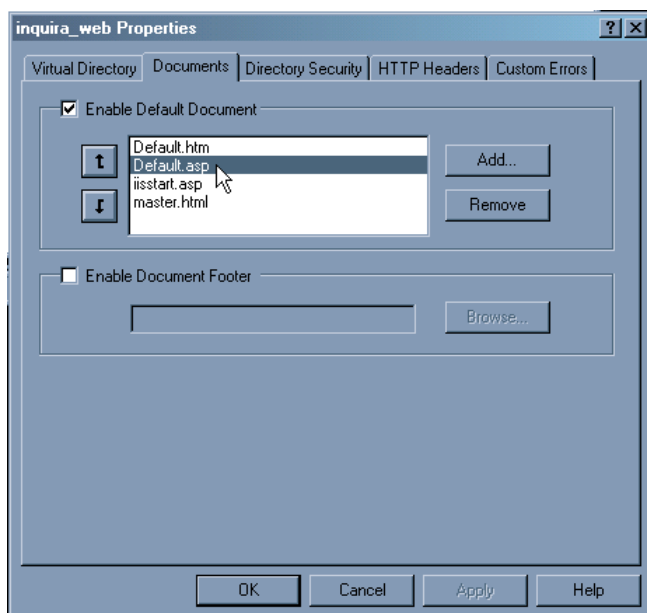 inquira_web Properties
Virtual Directory Documents Directory Security HTTP Headers Custom Errors
Enable Default Document
Default.htm
Default.asp
iisstart.asp
master.html
Add...
Remove
Enable Document Footer
Browse...
OK Cancel Apply Help